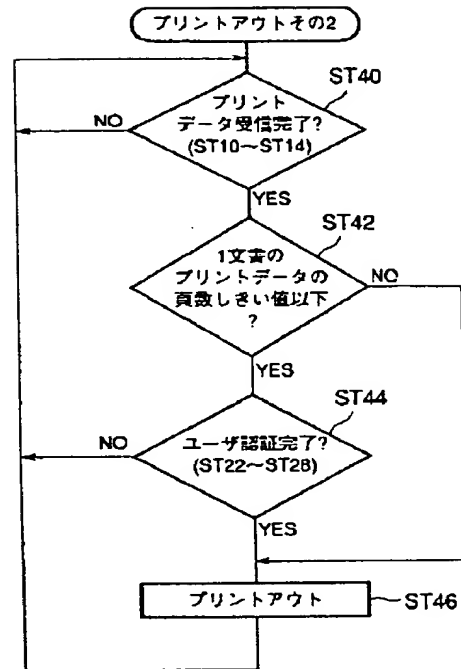 プリントアウトその2
ST40
プリント
データ受信完了?
(ST10～ST14)
NO
YES
ST42
1文書の
プリントデータの
頁数しきい値以下
?
NO
YES
ST44
ユーザ認証完了?
(ST22～ST28)
NO
YES
プリントアウト
ST46